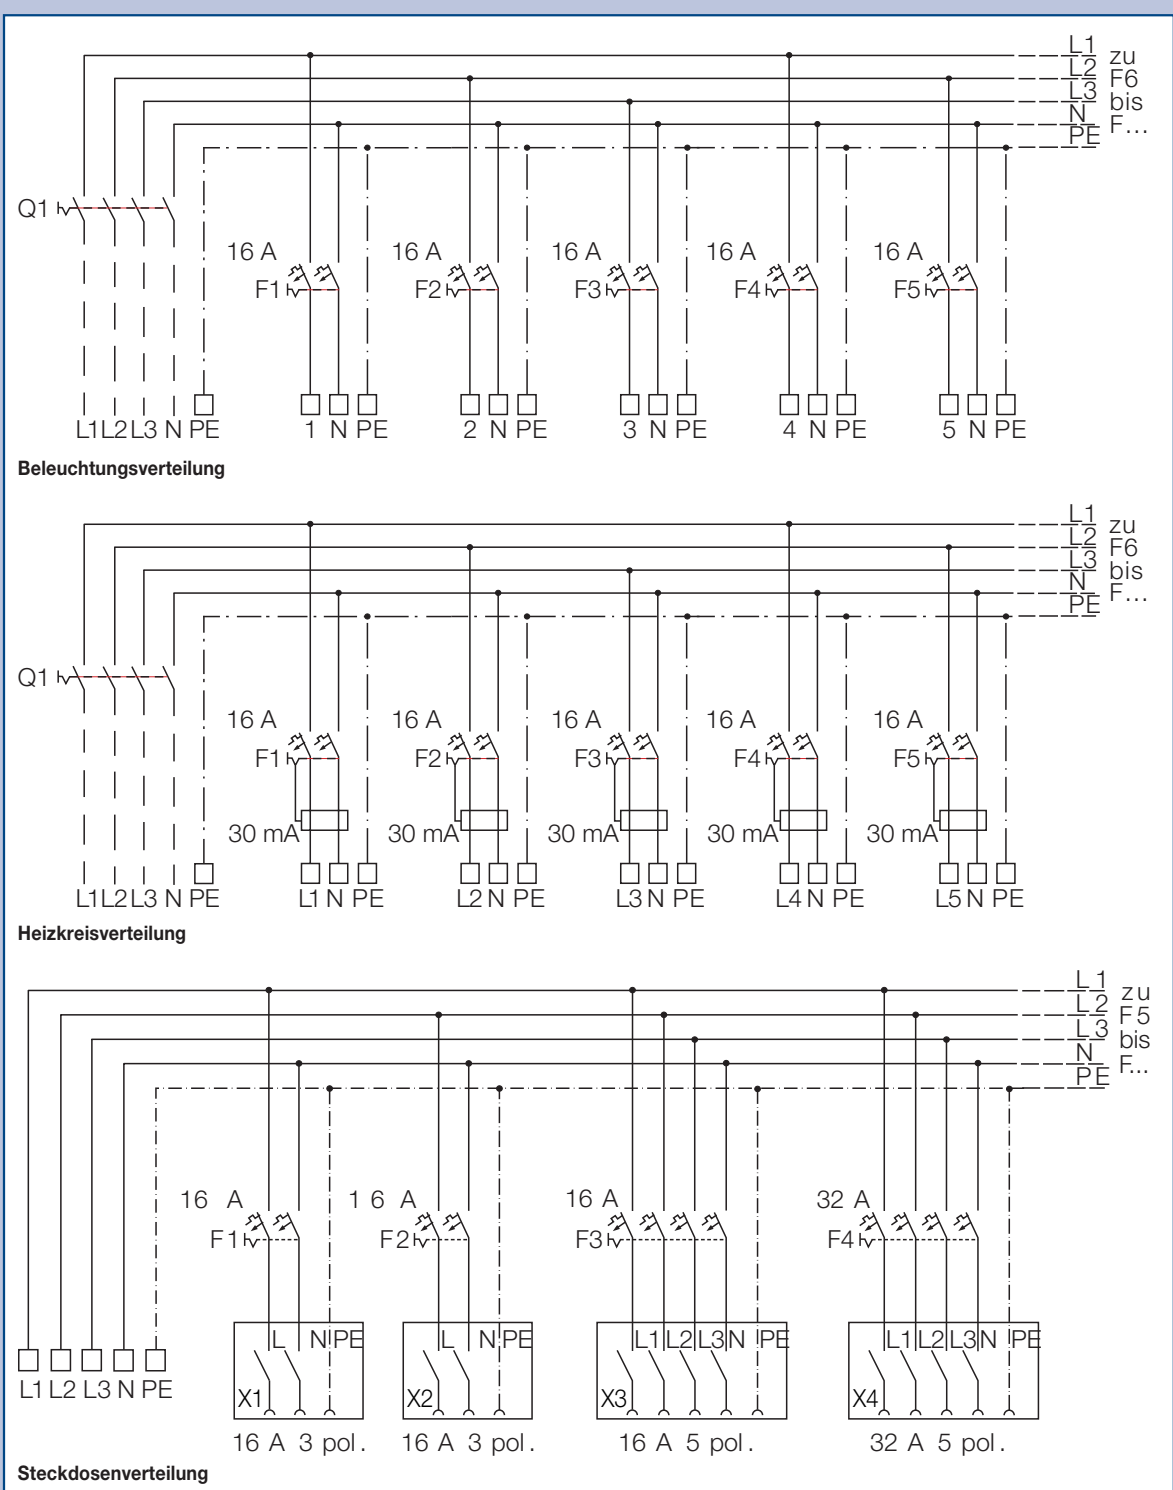 L1 zu
L2 F6
L3 bis
N F...
PE
Q1
16 A 16 A 16 A 16 A 16 A
F1 F2 F3 F4 F5
L1 L2 L3 N PE 1 N PE 2 N PE 3 N PE 4 N PE 5 N PE
Beleuchtungsverteilung
L1 zu
L2 F6
L3 bis
N F...
PE
Q1
16 A 16 A 16 A 16 A 16 A
F1 F2 F3 F4 F5
30 mA 30 mA 30 mA 30 mA 30 mA
L1 L2 L3 N PE L1 N PE L2 N PE L3 N PE L4 N PE L5 N PE
Heizkreisverteilung
L1 zu
L2 F5
L3 bis
N F...
PE
16 A 16 A 16 A 32 A
F1 F2 F3 F4
L N PE L N PE L1 L2 L3 N PE L1 L2 L3 N PE
L1 L2 L3 N PE
X1 X2 X3 X4
16 A 3 pol. 16 A 3 pol. 16 A 5 pol. 32 A 5 pol.
Steckdosenverteilung